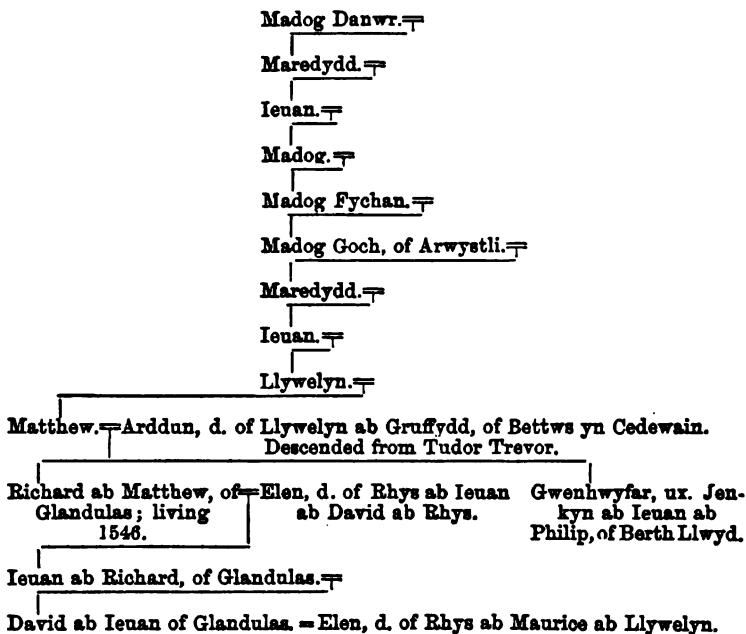 Madog Danwr.
Maredydd.
Ieuan.
Madog.
Madog Fychan.
Madog Goch, of Arwystli.
Maredydd.
Ieuan.
Llywelyn.
Matthew.=Arddun, d. of Llywelyn ab Gruffydd, of Bettws yn Cedewain.
Descended from Tudor Trevor.
Richard ab Matthew, of=Elen, d. of Rhys ab Ieuan Gwenhwyfar, ux. Jen-
Glandulas; living ab David ab Rhys. kyn ab Ieuan ab
1546. Philip, of Berth Llwyd.
Ieuan ab Richard, of Glandulas.
David ab Ieuan of Glandulas.=Elen, d. of Rhys ab Maurice ab Llywelyn.